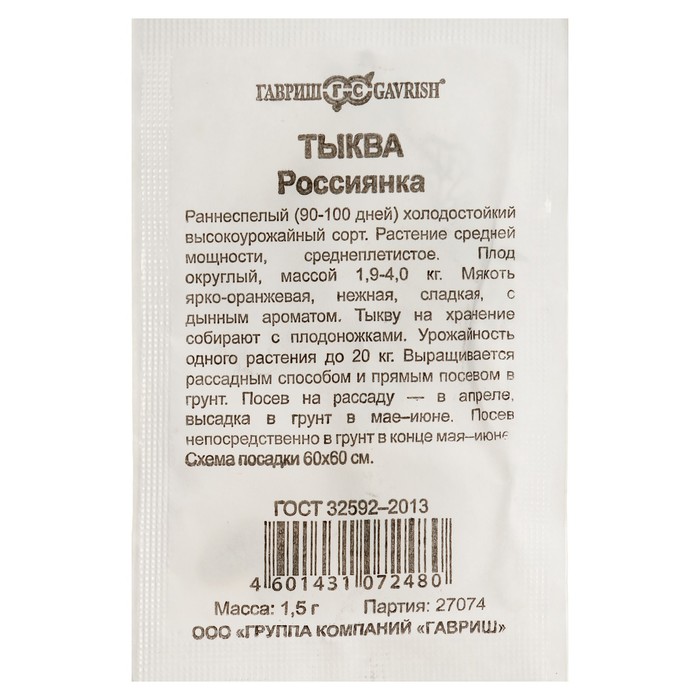 ГАВРИШ ГС GAVRISH®
ТЫКВА
Россиянка
Раннеспелый (90-100 дней) холодостойкий
высокоурожайный сорт. Растение средней
мощности, среднеплетистое. Плод
округлый, массой 1,9-4,0 кг. Мякоть
ярко-оранжевая, нежная, сладкая, с
дынным ароматом. Тыкву на хранение
собирают с плодоножками. Урожайность
одного растения до 20 кг. Выращивается
рассадным способом и прямым посевом в
грунт. Посев на рассаду — в апреле,
высадка в грунт в мае–июне. Посев
непосредственно в грунт в конце мая–июне
Схема посадки 60х60 см.
ГОСТ 32592–2013
4 601431 072480
Масса: 1,5 г Партия: 27074
ООО «ГРУППА КОМПАНИЙ «ГАВРИШ»